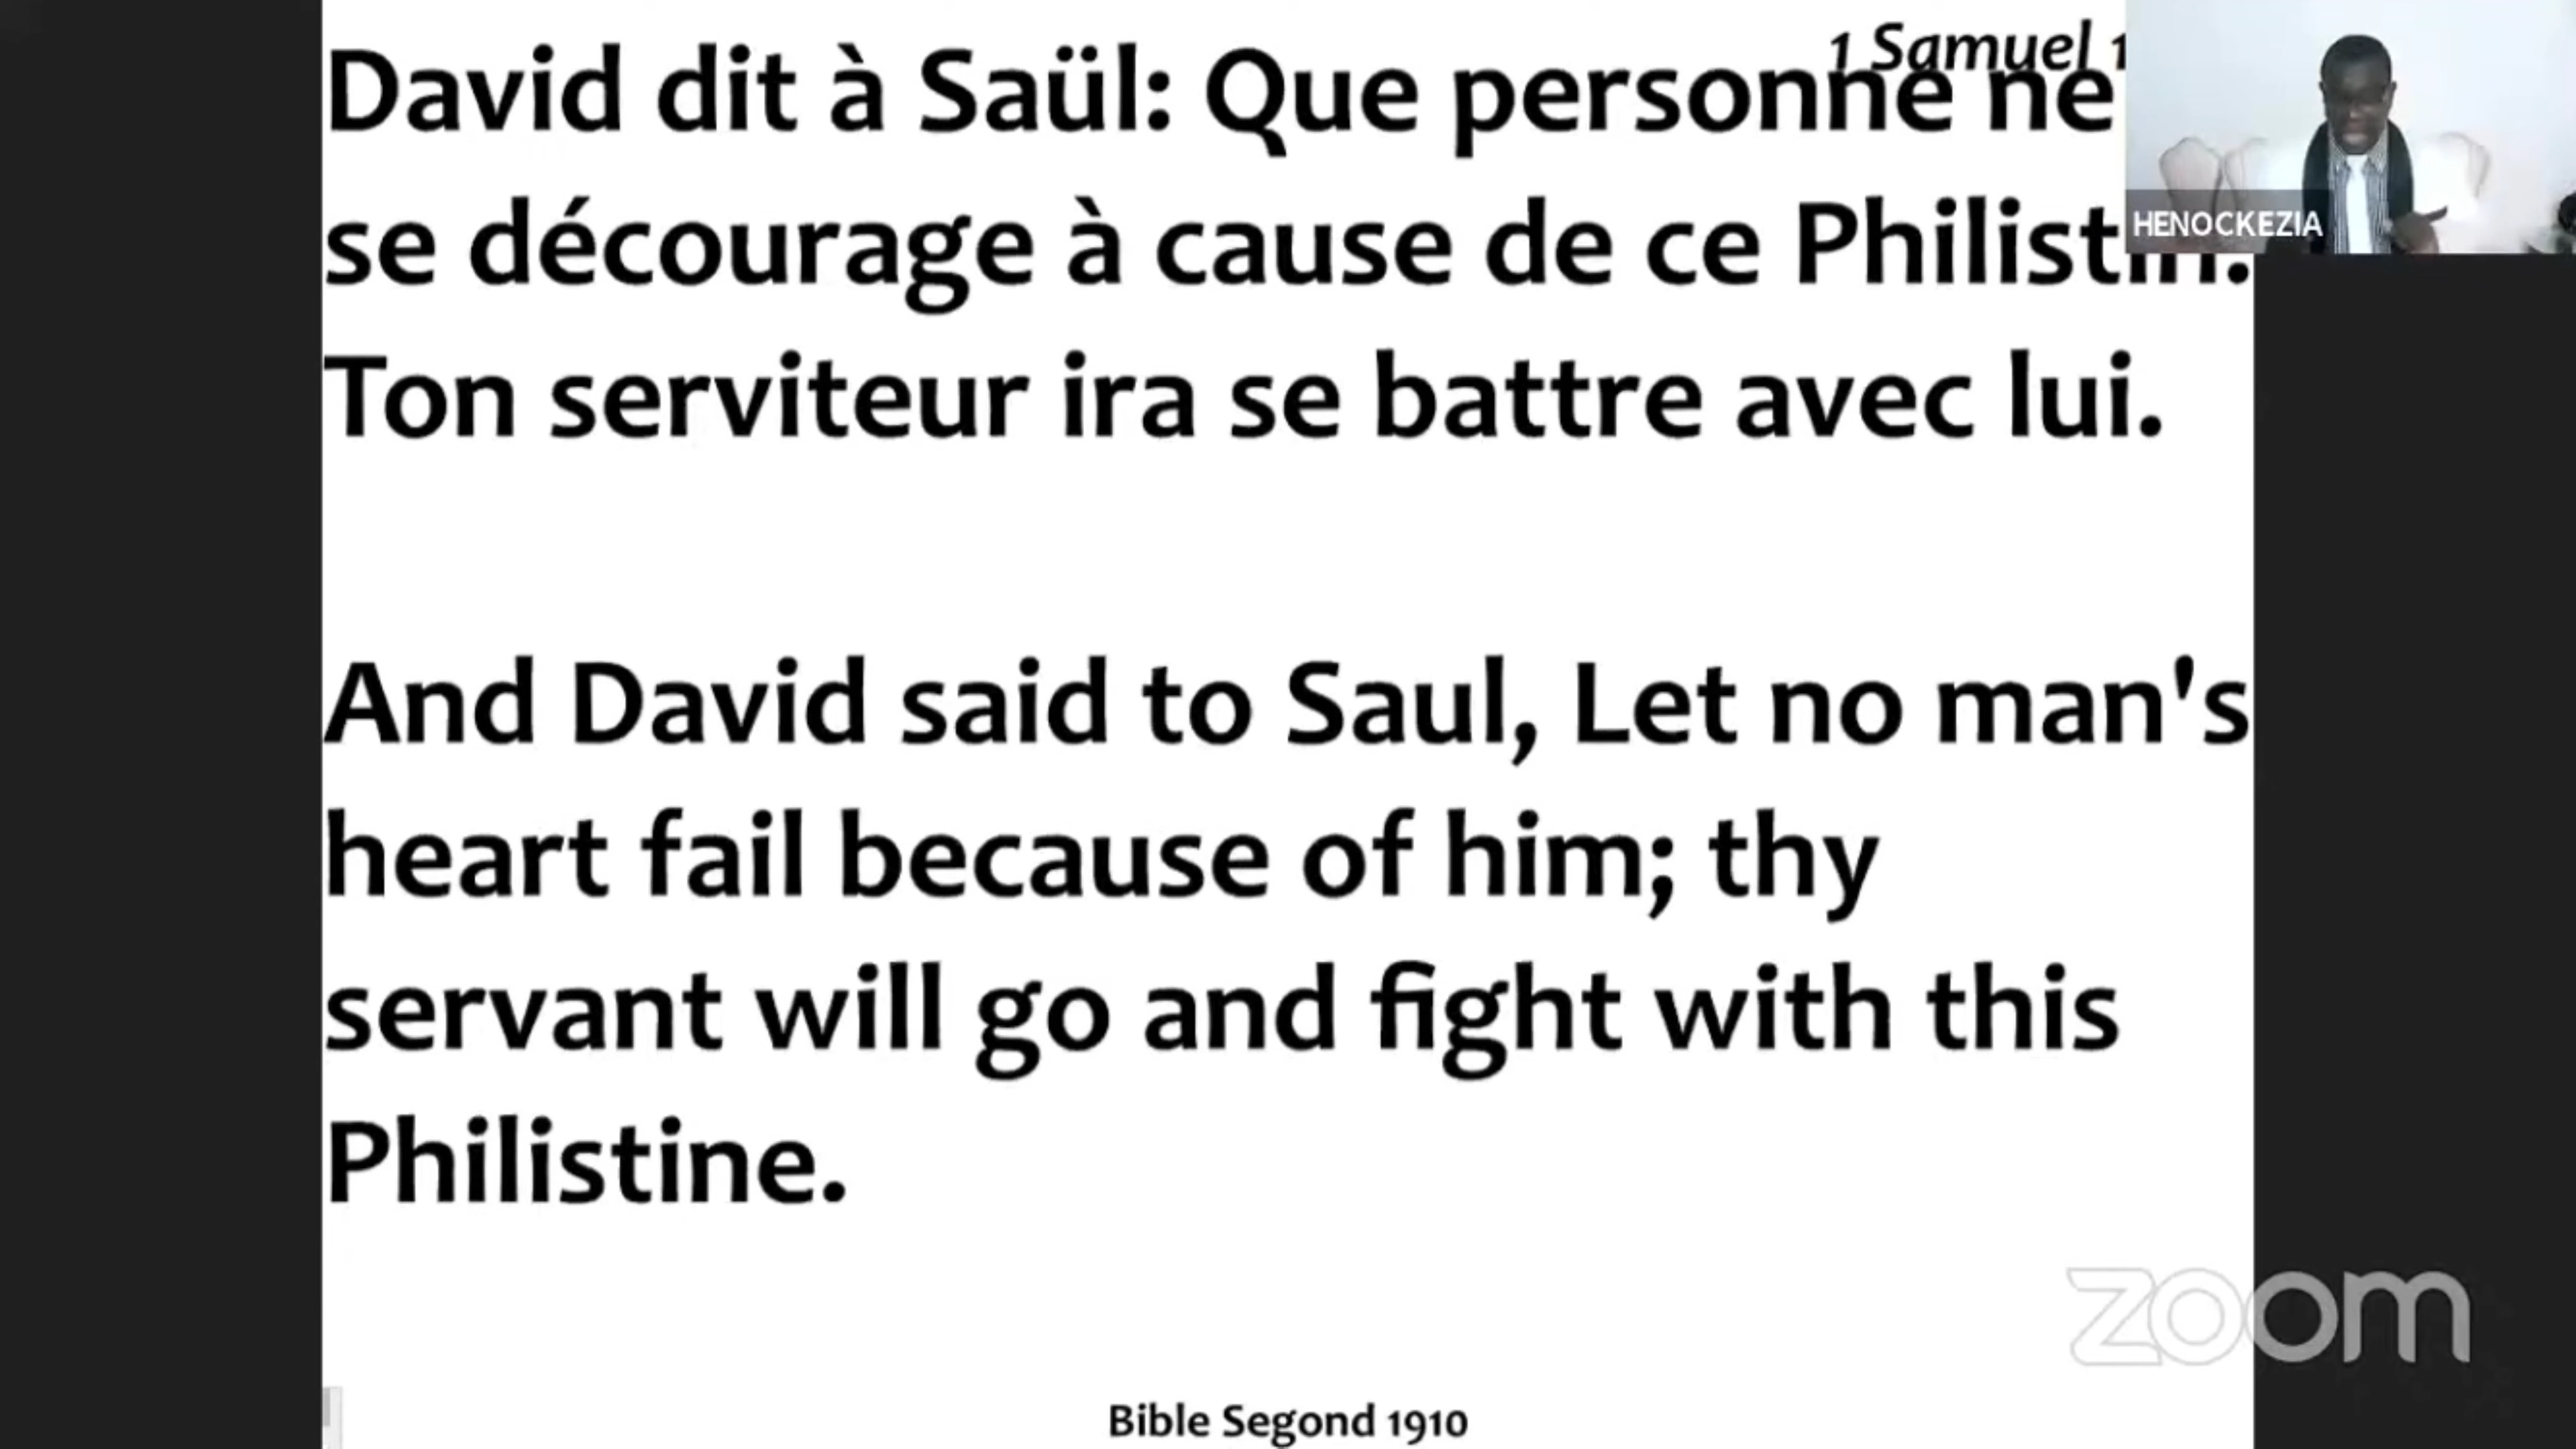 1 Samuel
David dit à Saül: Que personne ne
se décourage à cause de ce Philistin.
Ton serviteur ira se battre avec lui.
HENOCKEZIA
And David said to Saul, Let no man's
heart fail because of him; thy
servant will go and fight with this
Philistine.
zoom
Bible Segond 1910